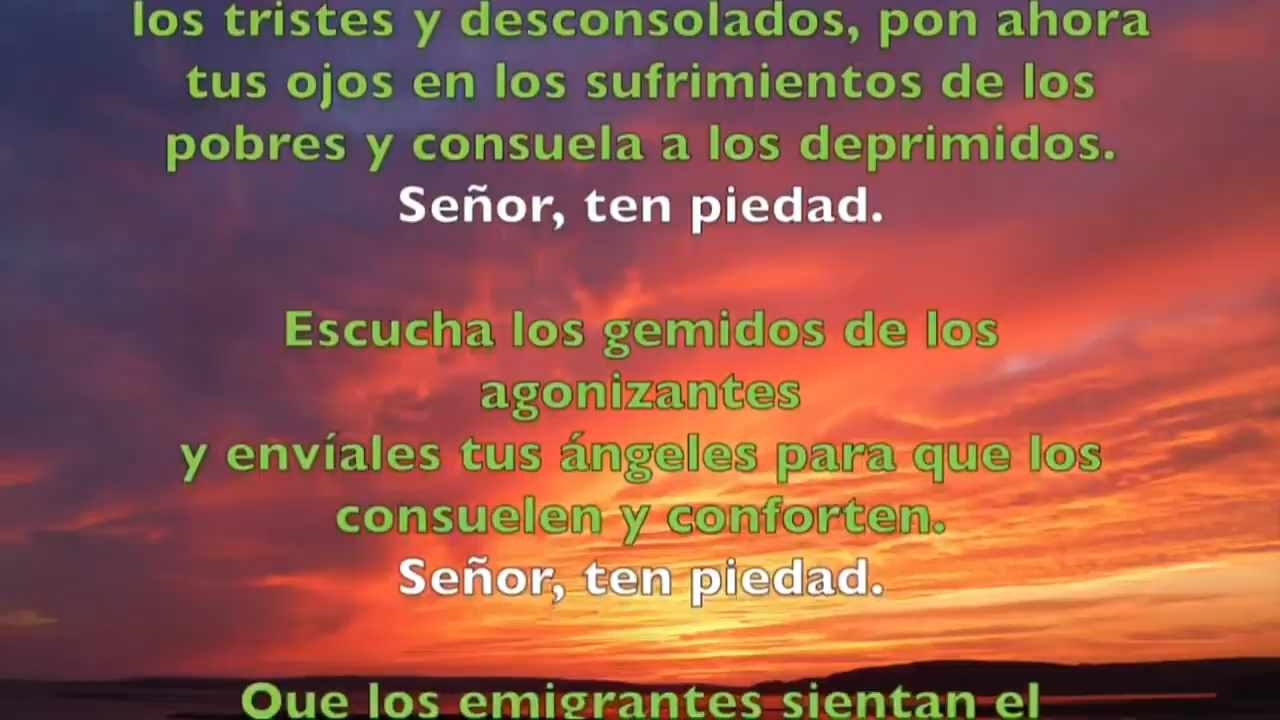 los tristes y desconsolados, pon ahora
tus ojos en los sufrimientos de los
pobres y consuela a los deprimidos.
Señor, ten piedad.
Escucha los gemidos de los
agonizantes
y envíales tus ángeles para que los
consuelen y conforten.
Señor, ten piedad.
Que los emigrantes sientan el